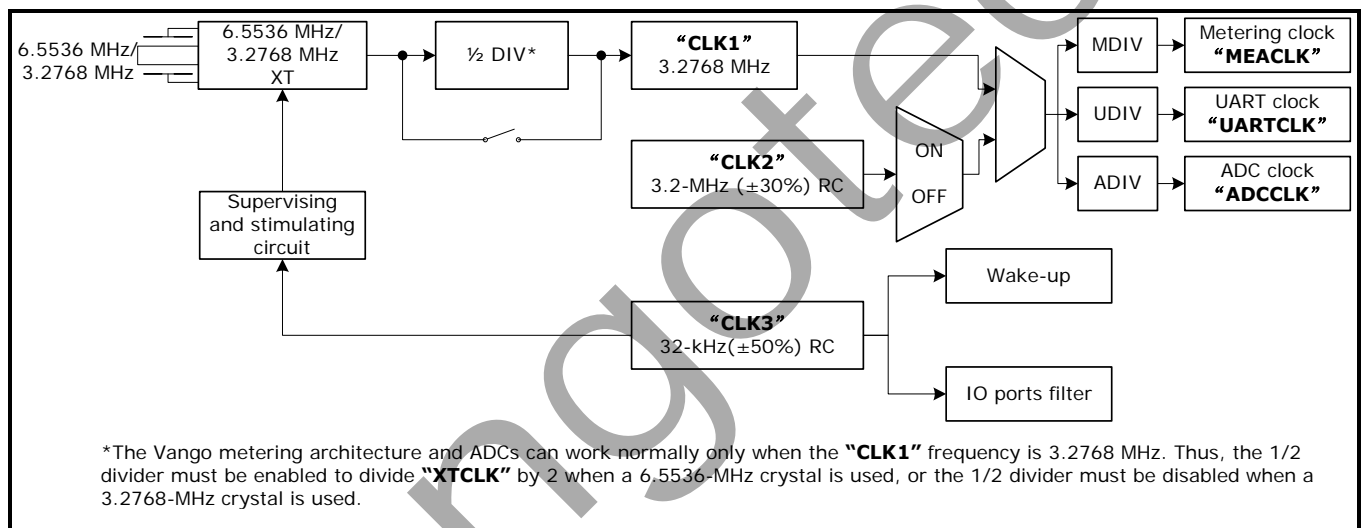 6.5536 MHz/
3.2768 MHz
6.5536 MHz/
3.2768 MHz
XT
½ DIV*
“CLK1”
3.2768 MHz
“CLK2”
3.2-MHz (±30%) RC
ON
OFF
MDIV
Metering clock
“MEACLK”
UDIV
UART clock
“UARTCLK”
ADIV
ADC clock
“ADCCLK”
Supervising
and stimulating
circuit
“CLK3”
32-kHz(±50%) RC
Wake-up
IO ports filter
*The Vango metering architecture and ADCs can work normally only when the “CLK1” frequency is 3.2768 MHz. Thus, the 1/2
divider must be enabled to divide “XTCLK” by 2 when a 6.5536-MHz crystal is used, or the 1/2 divider must be disabled when a
3.2768-MHz crystal is used.
ngote